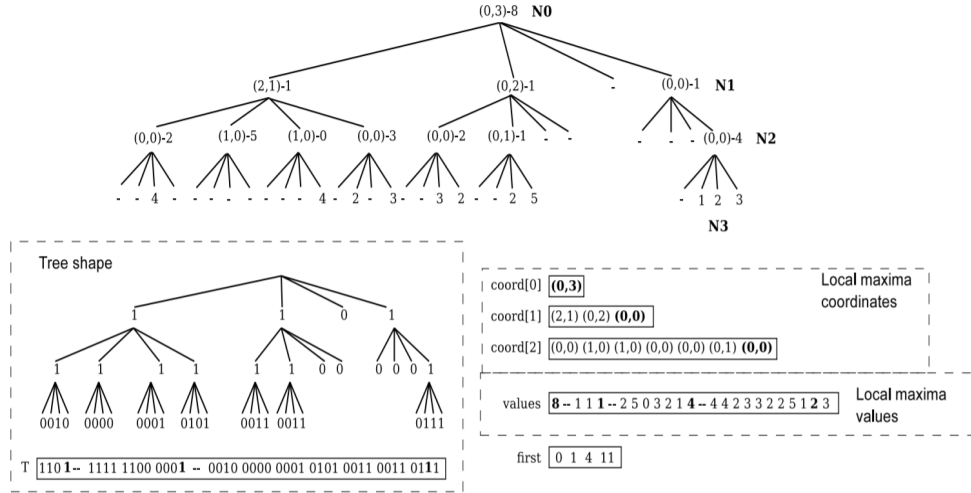 (0,3)-8 N0
(2,1)-1 (0,2)-1 - (0,0)-1 N1
(0,0)-2 (1,0)-5 (1,0)-0 (0,0)-3 (0,0)-2 (0,1)-1 - - - - - (0,0)-4 N2
- - 4 - - - - - - - - 4 - 2 - 3 - - 3 2 - - 2 5 - 1 2 3
N3
Tree shape
1 1 0 1
1 1 1 1 1 1 0 0 0 0 0 1
0010 0000 0001 0101 0011 0011 0111
T 1101 -- 1111 1100 0001 -- 0010 0000 0001 0101 0011 0011 0111
Local maxima
coordinates
coord[0] (0,3)
coord[1] (2,1) (0,2) (0,0)
coord[2] (0,0) (1,0) (1,0) (0,0) (0,0) (0,1) (0,0)
values 8 -- 1 1 1 -- 2 5 0 3 2 1 4 -- 4 4 2 3 3 2 2 5 1 2 3
Local maxima
values
first 0 1 4 11